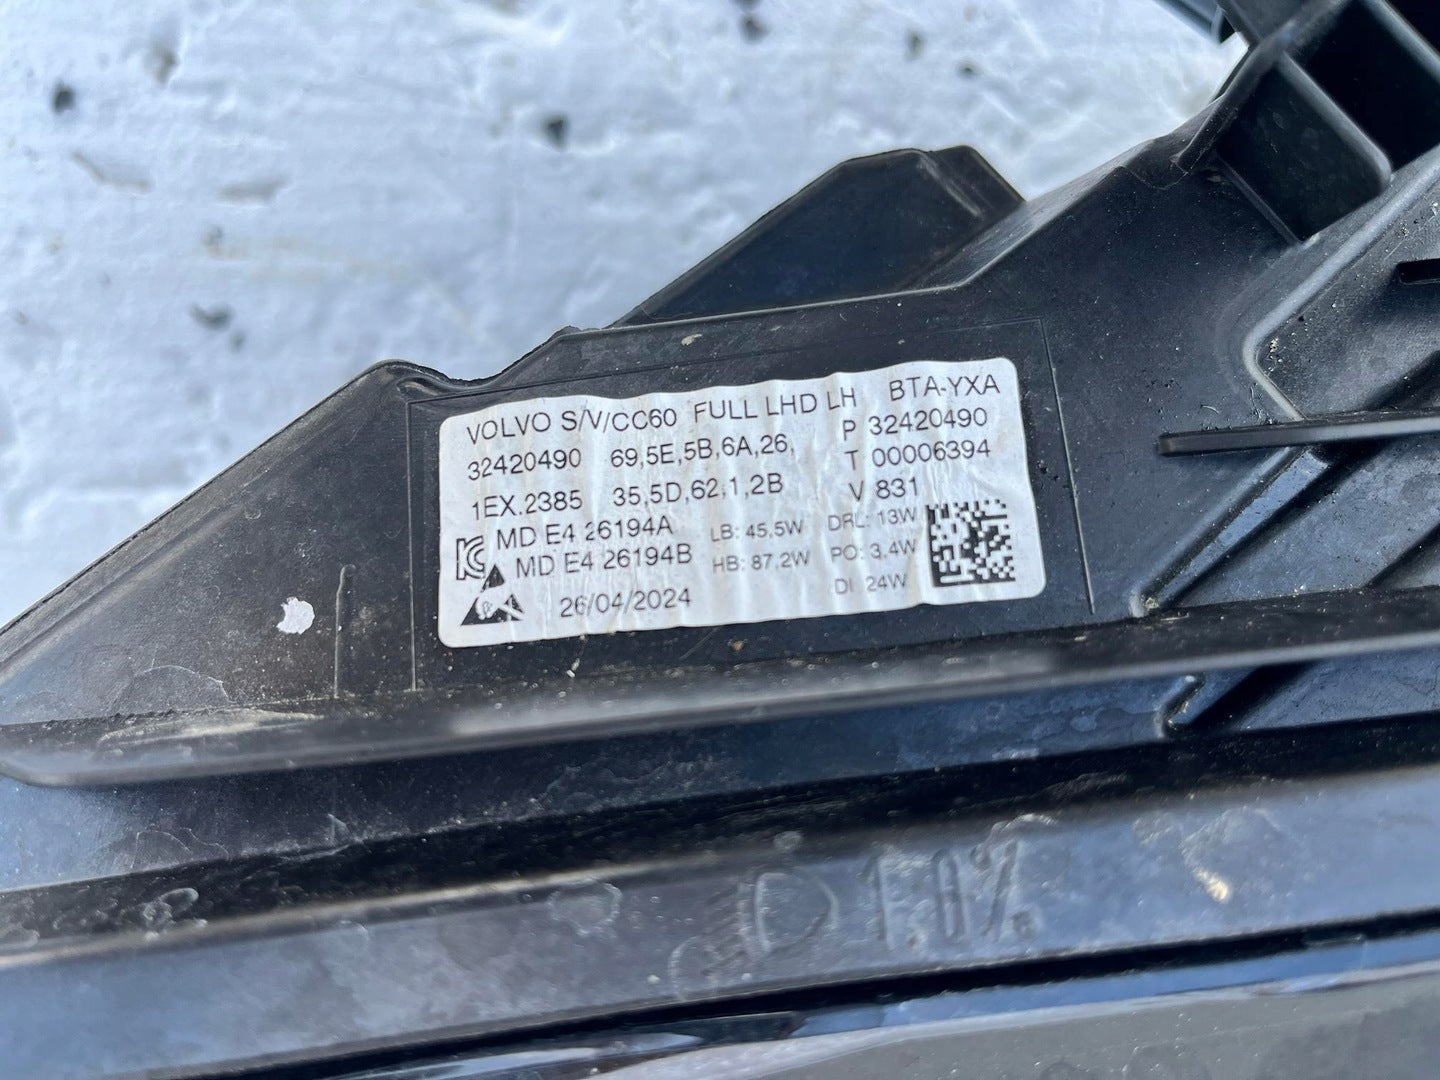 VOLVO S/V/CC60 FULL LHD LH BTA-YXA
32420490 69,5E,5B,6A,26, P 32420490
1EX.2385 35,5D,62,1,2B T 00006394
V 831
MD E4 26194A LB: 45.5W DRL: 13W
MD E4 26194B HB: 87.2W PO: 3.4W
26/04/2024 DI 24W
D 1.0%